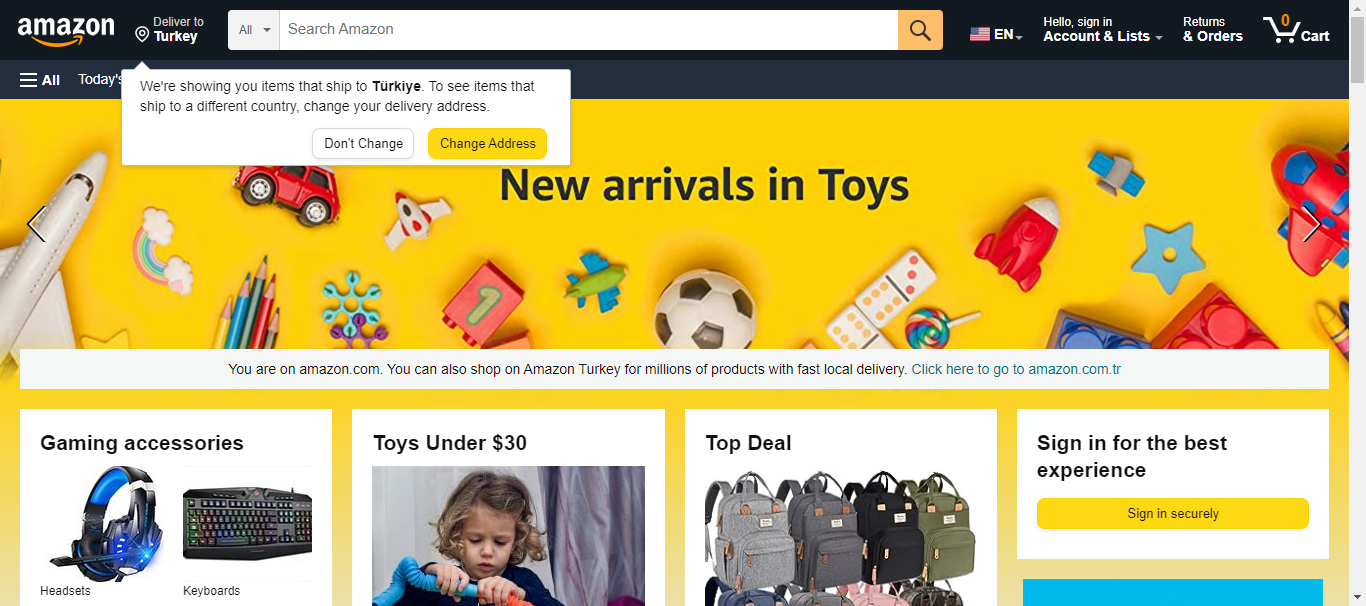 amazon
Deliver to
Turkey
All
Search Amazon
EN
Hello, sign in
Account & Lists
Returns
& Orders
0
Cart
All
Today's
We're showing you items that ship to Türkiye. To see items that
ship to a different country, change your delivery address.
Don't Change
Change Address
New arrivals in Toys
1
You are on amazon.com. You can also shop on Amazon Turkey for millions of products with fast local delivery. Click here to go to amazon.com.tr
Gaming accessories
Headsets
Keyboards
Toys Under $30
Top Deal
Sign in for the best
experience
Sign in securely